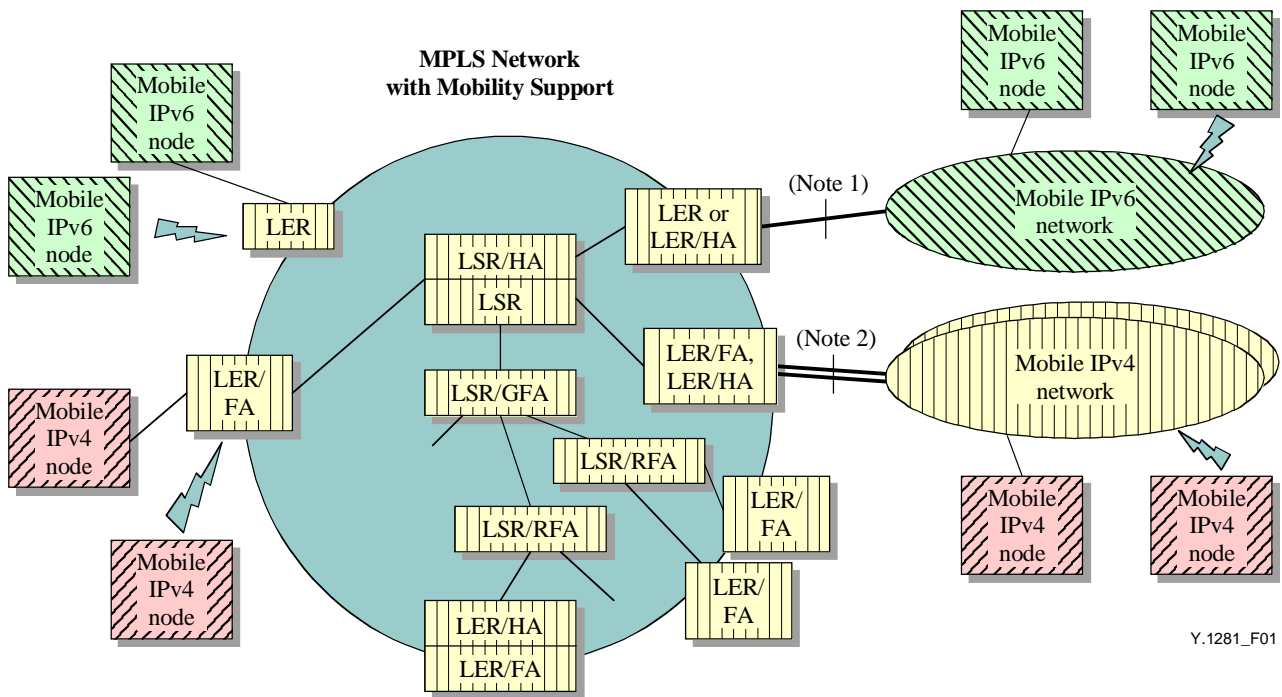 MPLS Network
with Mobility Support
Mobile
IPv6
node
Mobile
IPv6
node
Mobile
IPv6
node
Mobile
IPv6
node
LER
LER or
LER/HA
(Note 1)
Mobile IPv6
network
LSR/HA
LSR
LER/FA,
LER/HA
(Note 2)
Mobile IPv4
network
LER/
FA
LSR/GFA
Mobile
IPv4
node
LSR/RFA
LER/
FA
Mobile
IPv4
node
Mobile
IPv4
node
LSR/RFA
Mobile
IPv4
node
LER/
FA
LER/HA
LER/FA
Y.1281_F01